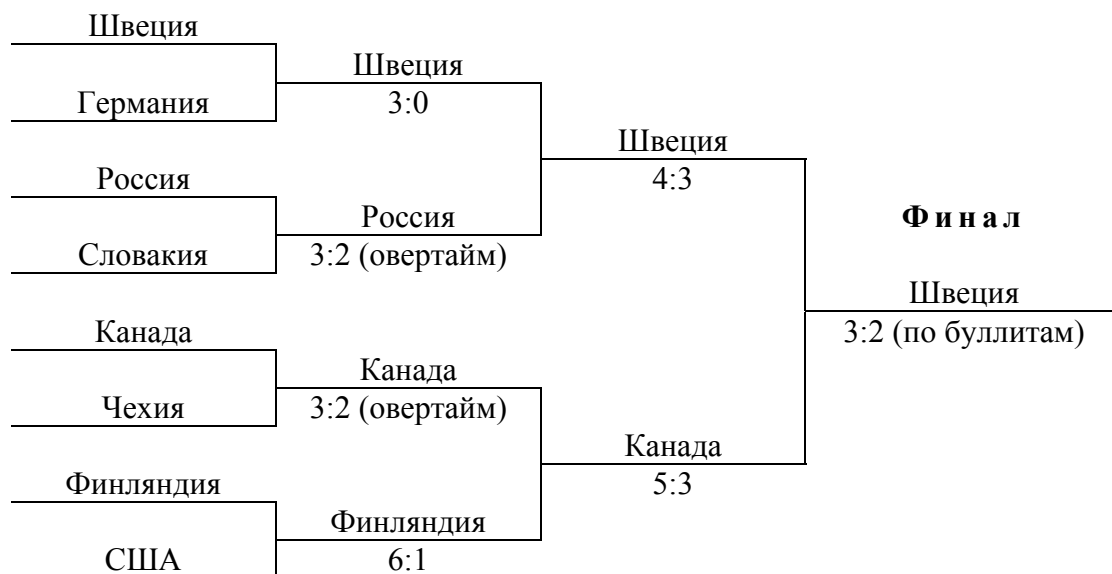 Швеция
Швеция
Германия
3:0
Швеция
4:3
Россия
Россия
Ф и н а л
Словакия
3:2 (овертайм)
Швеция
3:2 (по буллитам)
Канада
Канада
Чехия
3:2 (овертайм)
Канада
5:3
Финляндия
Финляндия
США
6:1